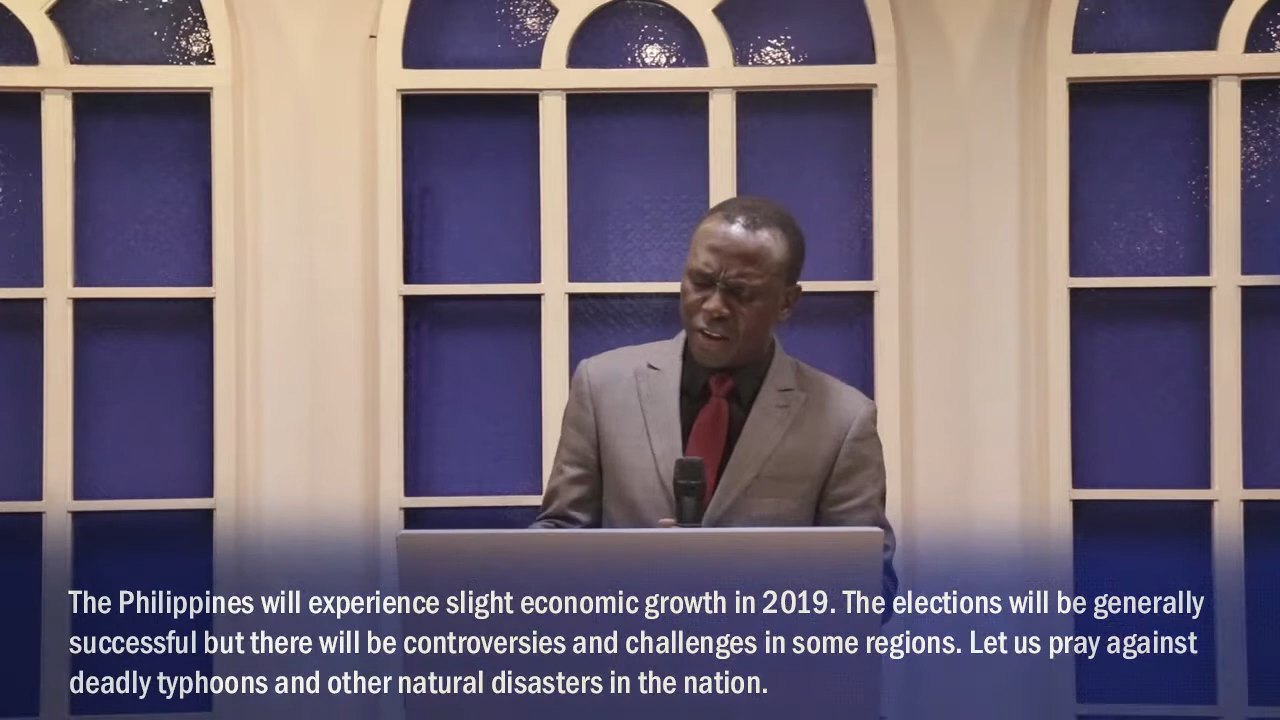 The Philippines will experience slight economic growth in 2019. The elections will be generally
successful but there will be controversies and challenges in some regions. Let us pray against
deadly typhoons and other natural disasters in the nation.